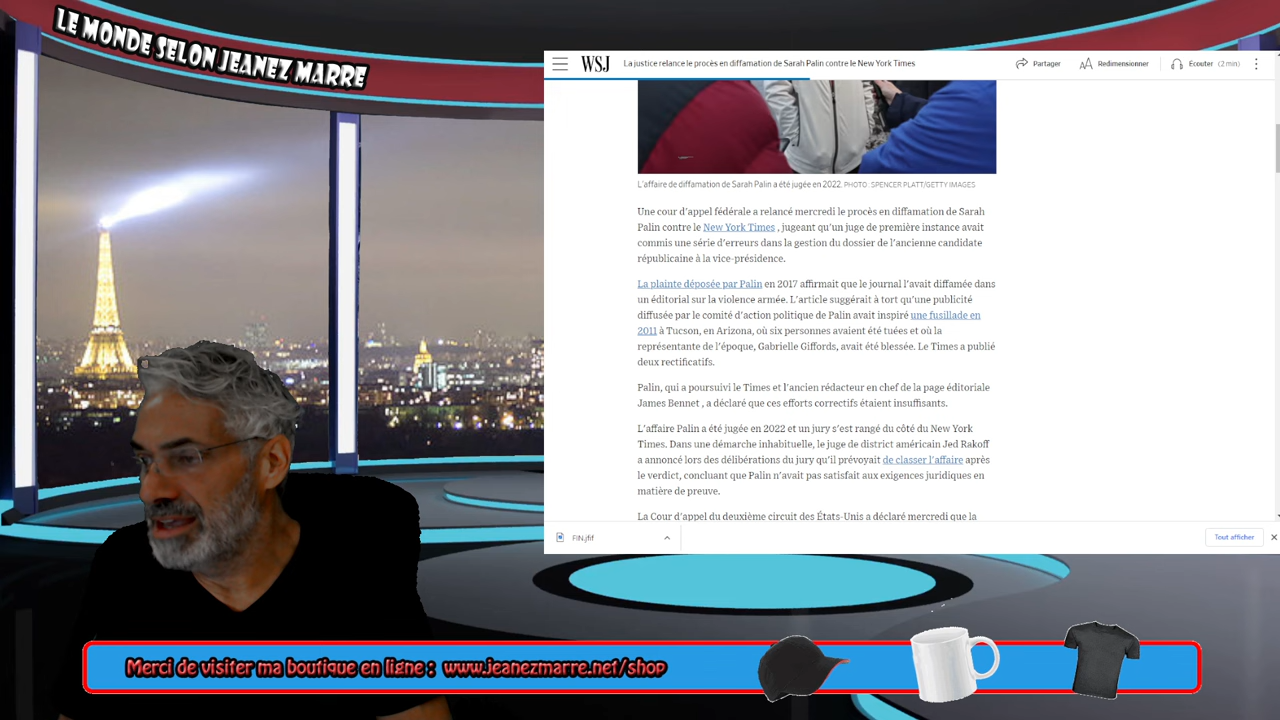 LE MONDE SELON JEANEZ MARRE
WSJ
La justice relance le procès en diffamation de Sarah Palin contre le New York Times
Partager
Redimensionner
Ecouter (2 min)
L'affaire de diffamation de Sarah Palin a été jugée en 2022. PHOTO : SPENCER PLATT/GETTY IMAGES
Une cour d'appel fédérale a relancé mercredi le procès en diffamation de Sarah
Palin contre le New York Times , jugeant qu'un juge de première instance avait
commis une série d'erreurs dans la gestion du dossier de l'ancienne candidate
républicaine à la vice-présidence.
La plainte déposée par Palin en 2017 affirmait que le journal l'avait diffamée dans
un éditorial sur la violence armée. L'article suggérait à tort qu'une publicité
diffusée par le comité d'action politique de Palin avait inspiré une fusillade en
2011 à Tucson, en Arizona, où six personnes avaient été tuées et où la
représentante de l'époque, Gabrielle Giffords, avait été blessée. Le Times a publié
deux rectificatifs.
Palin, qui a poursuivi le Times et l'ancien rédacteur en chef de la page éditoriale
James Bennet , a déclaré que ces efforts correctifs étaient insuffisants.
L'affaire Palin a été jugée en 2022 et un jury s'est rangé du côté du New York
Times. Dans une démarche inhabituelle, le juge de district américain Jed Rakoff
a annoncé lors des délibérations du jury qu'il prévoyait de classer l'affaire après
le verdict, concluant que Palin n'avait pas satisfait aux exigences juridiques en
matière de preuve.
La Cour d'appel du deuxième circuit des États-Unis a déclaré mercredi que la
FIN.jfif
Tout afficher
Merci de visiter ma boutique en ligne : www.jeanezmarre.net/shop